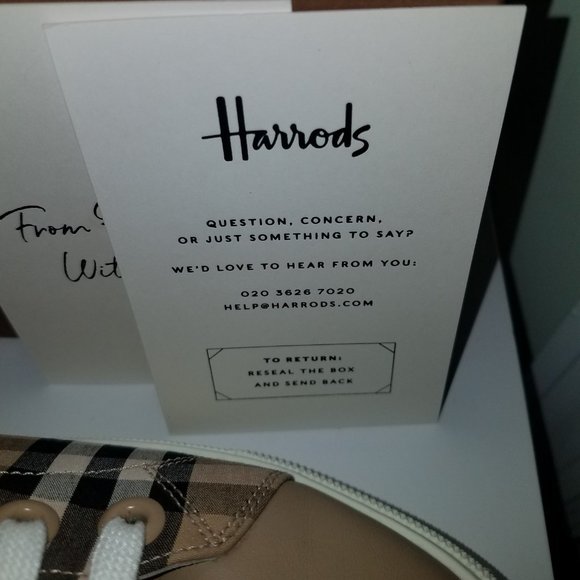 Harrods
QUESTION, CONCERN,
OR JUST SOMETHING TO SAY?
WE'D LOVE TO HEAR FROM YOU:
020 3626 7020
HELP@HARRODS.COM
TO RETURN:
RESEAL THE BOX
AND SEND BACK
From